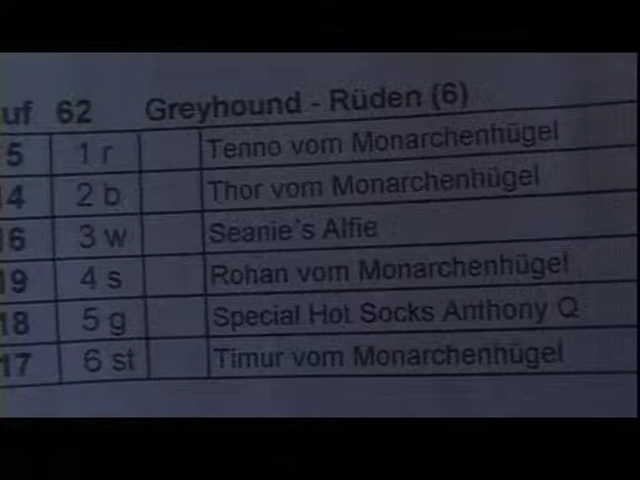 uf 62 Greyhound - Rüden (6)
5 1 r Tenno vom Monarchenhügel
14 2 b Thor vom Monarchenhügel
16 3 w Seanie´s Alfie
19 4 s Rohan vom Monarchenhügel
18 5 g Special Hot Socks Anthony Q
17 6 st Timur vom Monarchenhügel